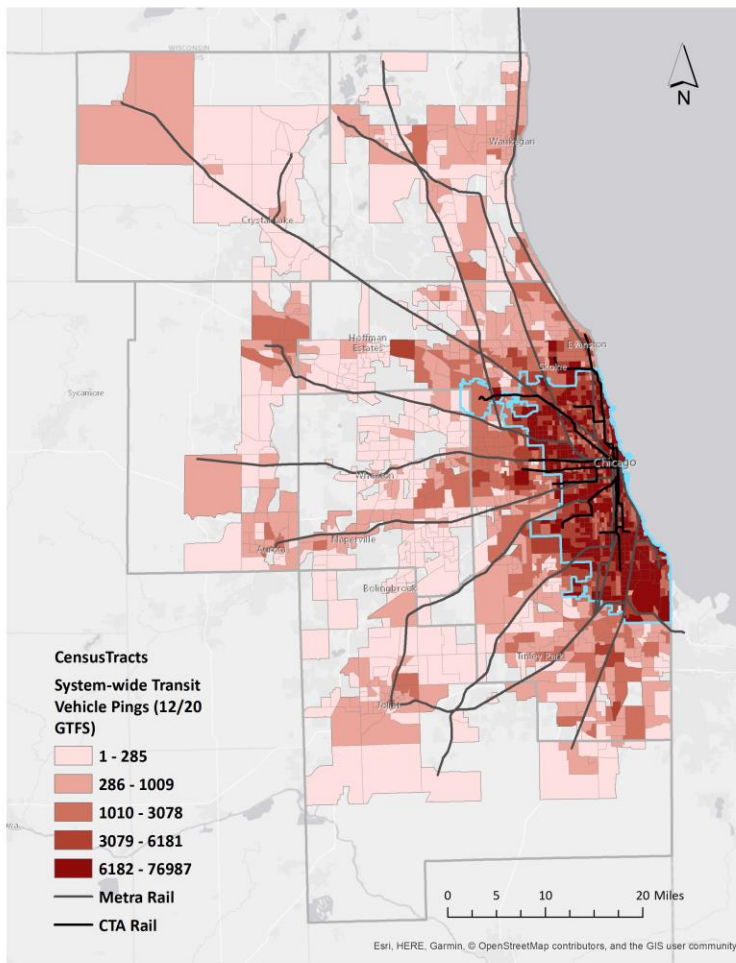 WISCONSIN
Waukegan
Crystal Lake
Hoffman
Estates
Evanston
Skokie
Sycamore
Chicago
Wheaton
Aurora
Naperville
Bolingbrook
Tinley Park
Joliet
N
CensusTracts
System-wide Transit
Vehicle Pings (12/20
GTFS)
1 - 285
286 - 1009
1010 - 3078
3079 - 6181
6182 - 76987
Metra Rail
CTA Rail
0 5 10 20 Miles
Esri, HERE, Garmin, © OpenStreetMap contributors, and the GIS user community